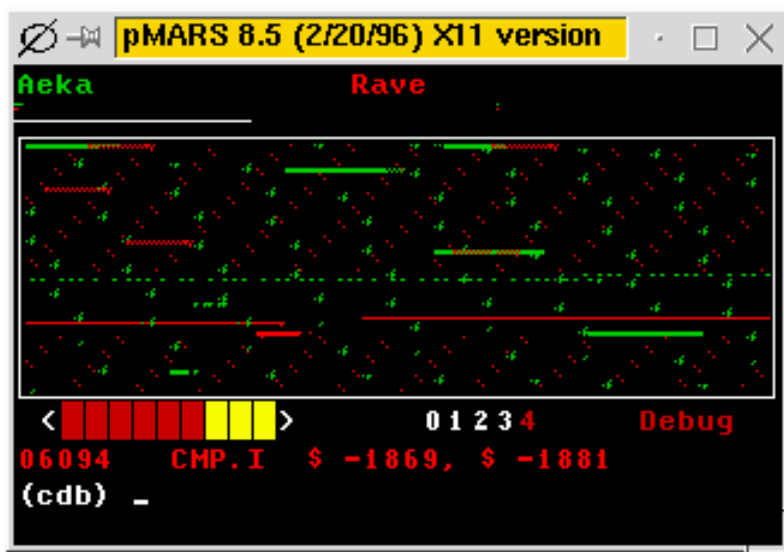 pMARS 8.5 (2/20/96) X11 version
Aeka Rave
< > 0 1 2 3 4 Debug
06094 CMP.I $ -1869, $ -1881
(cdb) _